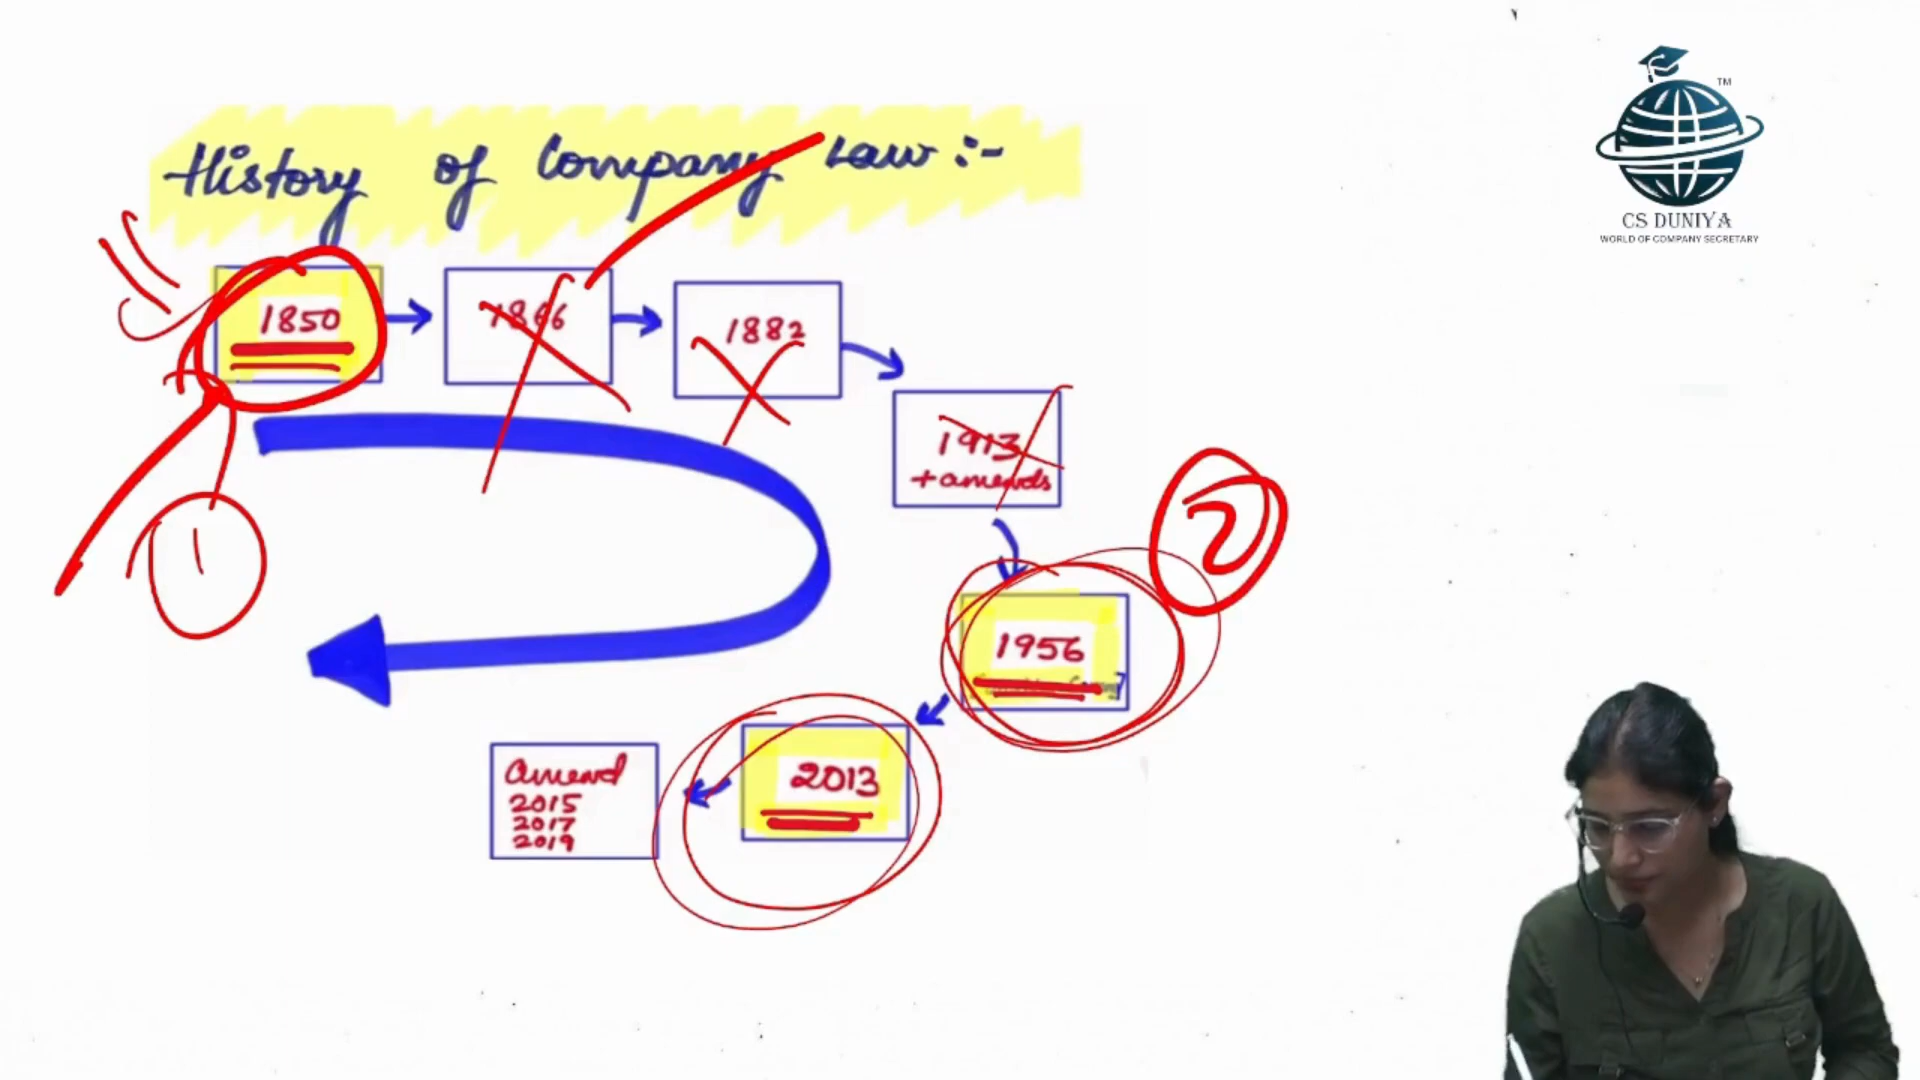 History of Company Law :-
TM
CS DUNIYA
WORLD OF COMPANY SECRETARY
1850
1866
1882
1913
+ amends
1
2
1956
2013
Amend
2015
2017
2019